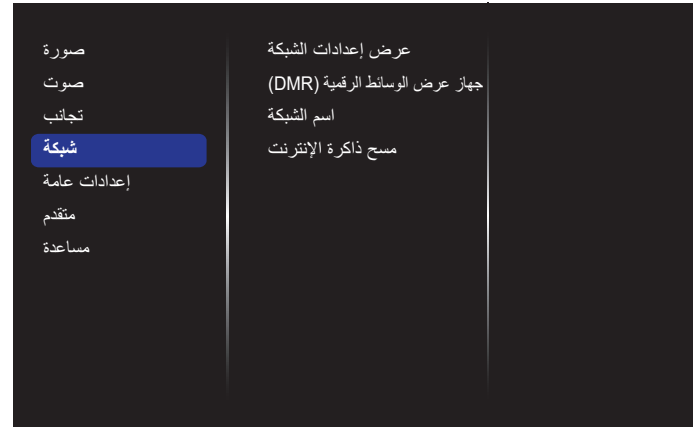 صورة
صوت
تجانب
شبكة
إعدادات عامة
متقدم
مساعدة
عرض إعدادات الشبكة
جهاز عرض الوسائط الرقمية (DMR)
اسم الشبكة
مسح ذاكرة الإنترنت